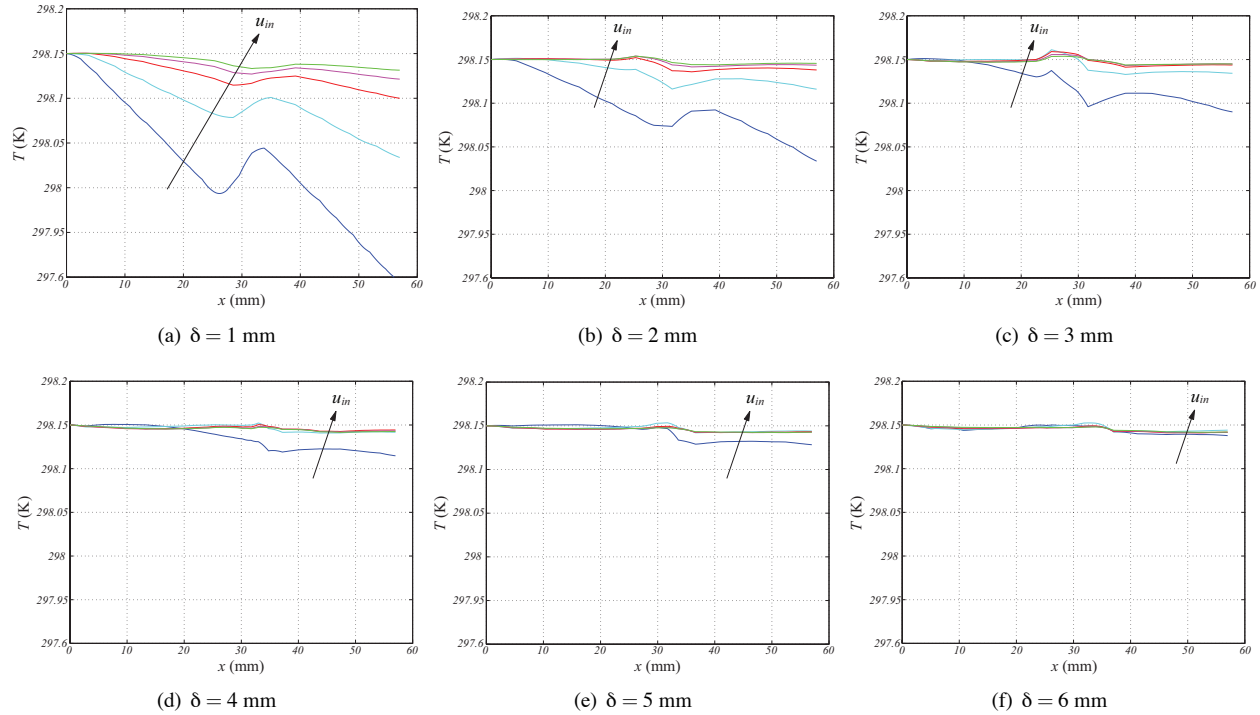 298.2
298.15
298.1
298.05
298
297.95
297.6
T (K)
u_in
0 10 20 30 40 50 60
x (mm)
(a) δ = 1 mm
298.2
298.15
298.1
298.05
298
297.95
297.6
T (K)
u_in
0 10 20 30 40 50 60
x (mm)
(b) δ = 2 mm
298.2
298.15
298.1
298.05
298
297.95
297.6
T (K)
u_in
0 10 20 30 40 50 60
x (mm)
(c) δ = 3 mm
298.2
298.15
298.1
298.05
298
297.95
297.6
T (K)
u_in
0 10 20 30 40 50 60
x (mm)
(d) δ = 4 mm
298.2
298.15
298.1
298.05
298
297.95
297.6
T (K)
u_in
0 10 20 30 40 50 60
x (mm)
(e) δ = 5 mm
298.2
298.15
298.1
298.05
298
297.95
297.6
T (K)
u_in
0 10 20 30 40 50 60
x (mm)
(f) δ = 6 mm